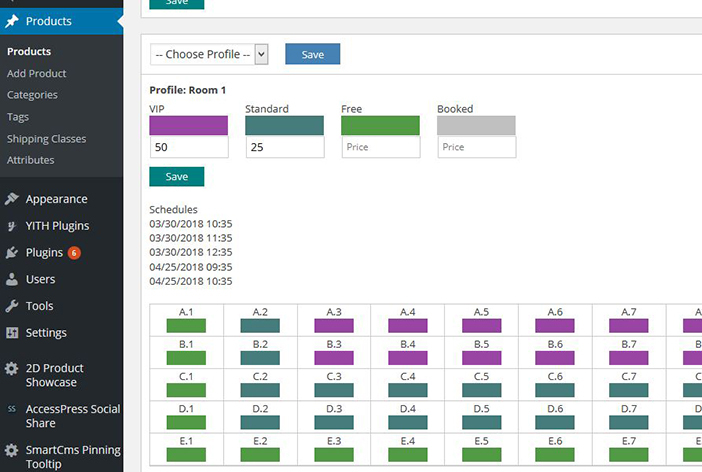 Save
Products
Products
Add Product
Categories
Tags
Shipping Classes
Attributes
Appearance
YITH Plugins
Plugins 6
Users
Tools
Settings
2D Product
Showcase
SS AccessPress Social
Share
SmartCms Pinning
Tooltip
-- Choose Profile -- Save
Profile: Room 1
VIP Standard Free Booked
50 25 Price Price
Save
Schedules
03/30/2018 10:35
03/30/2018 11:35
03/30/2018 12:35
04/25/2018 09:35
04/25/2018 10:35
A.1 A.2 A.3 A.4 A.5 A.6 A.7
B.1 B.2 B.3 B.4 B.5 B.6 B.7
C.1 C.2 C.3 C.4 C.5 C.6 C.7
D.1 D.2 D.3 D.4 D.5 D.6 D.7
E.1 E.2 E.3 E.4 E.5 E.6 E.7